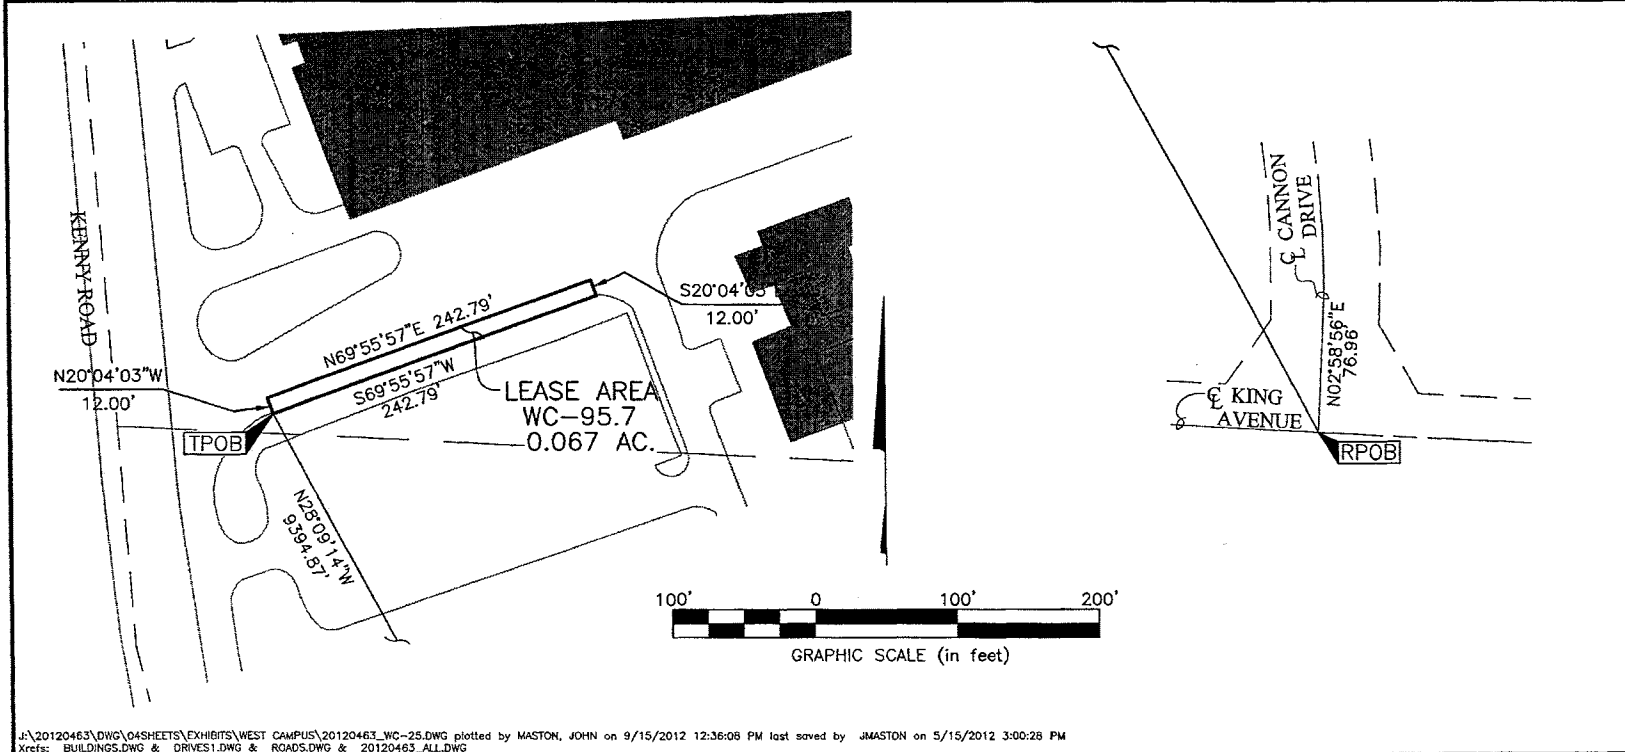 KENNY ROAD
N20°04'03"W
12.00'
TPOB
N69°55'57"E 242.79'
S69°55'57"W
242.79'
S20°04'03"
12.00'
LEASE AREA
WC-95.7
0.067 AC.
N28°09'14"W
9394.87'
℄ CANNON
DRIVE
N02°58'56"E
76.96'
℄ KING
AVENUE
RPOB
100' 0 100' 200'
GRAPHIC SCALE (in feet)
J:\20120463\DWG\04SHEETS\EXHIBITS\WEST CAMPUS\20120463_WC-25.DWG plotted by MASTON, JOHN on 9/15/2012 12:36:08 PM last saved by JMASTON on 5/15/2012 3:00:28 PM
Xrefs: BUILDINGS.DWG & DRIVES1.DWG & ROADS.DWG & 20120463_ALL.DWG